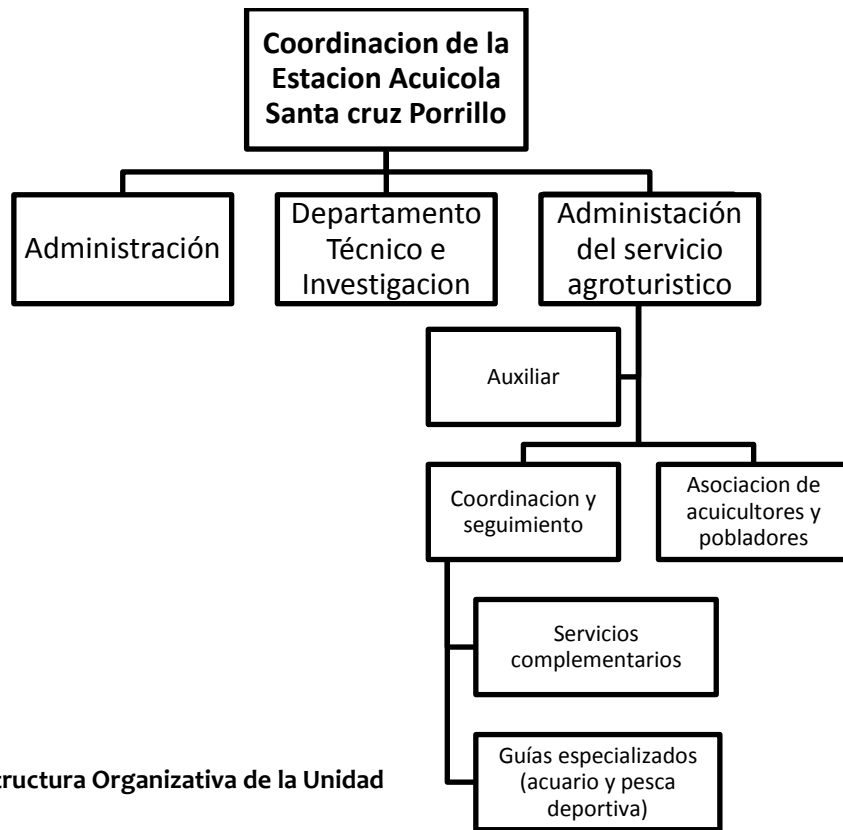 Coordinacion de la
Estacion Acuicola
Santa cruz Porrillo
Administración
Departamento
Técnico e
Investigacion
Administación
del servicio
agroturistico
Auxiliar
Coordinacion y
seguimiento
Asociacion de
acuicultores y
pobladores
Servicios
complementarios
Guías especializados
(acuario y pesca
deportiva)
tructura Organizativa de la Unidad